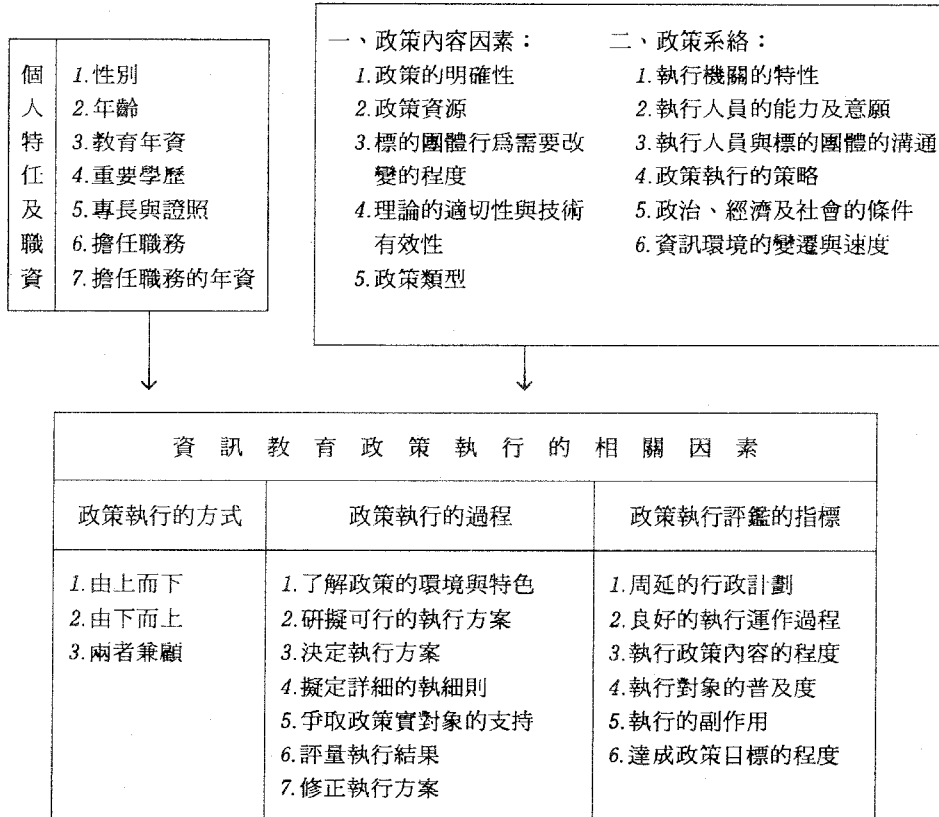 個人特任及職資
1.性別
2.年齡
3.教育年資
4.重要學歷
5.專長與證照
6.擔任職務
7.擔任職務的年資
一、政策內容因素：
1.政策的明確性
2.政策資源
3.標的團體行爲需要改
變的程度
4.理論的適切性與技術
有效性
5.政策類型
二、政策系絡：
1.執行機關的特性
2.執行人員的能力及意願
3.執行人員與標的團體的溝通
4.政策執行的策略
5.政治、經濟及社會的條件
6.資訊環境的變遷與速度
資訊教育政策執行的相關因素
政策執行的方式
1.由上而下
2.由下而上
3.兩者兼顧
政策執行的過程
1.了解政策的環境與特色
2.研擬可行的執行方案
3.決定執行方案
4.擬定詳細的執細則
5.爭取政策實對象的支持
6.評量執行結果
7.修正執行方案
政策執行評鑑的指標
1.周延的行政計劃
2.良好的執行運作過程
3.執行政策內容的程度
4.執行對象的普及度
5.執行的副作用
6.達成政策目標的程度